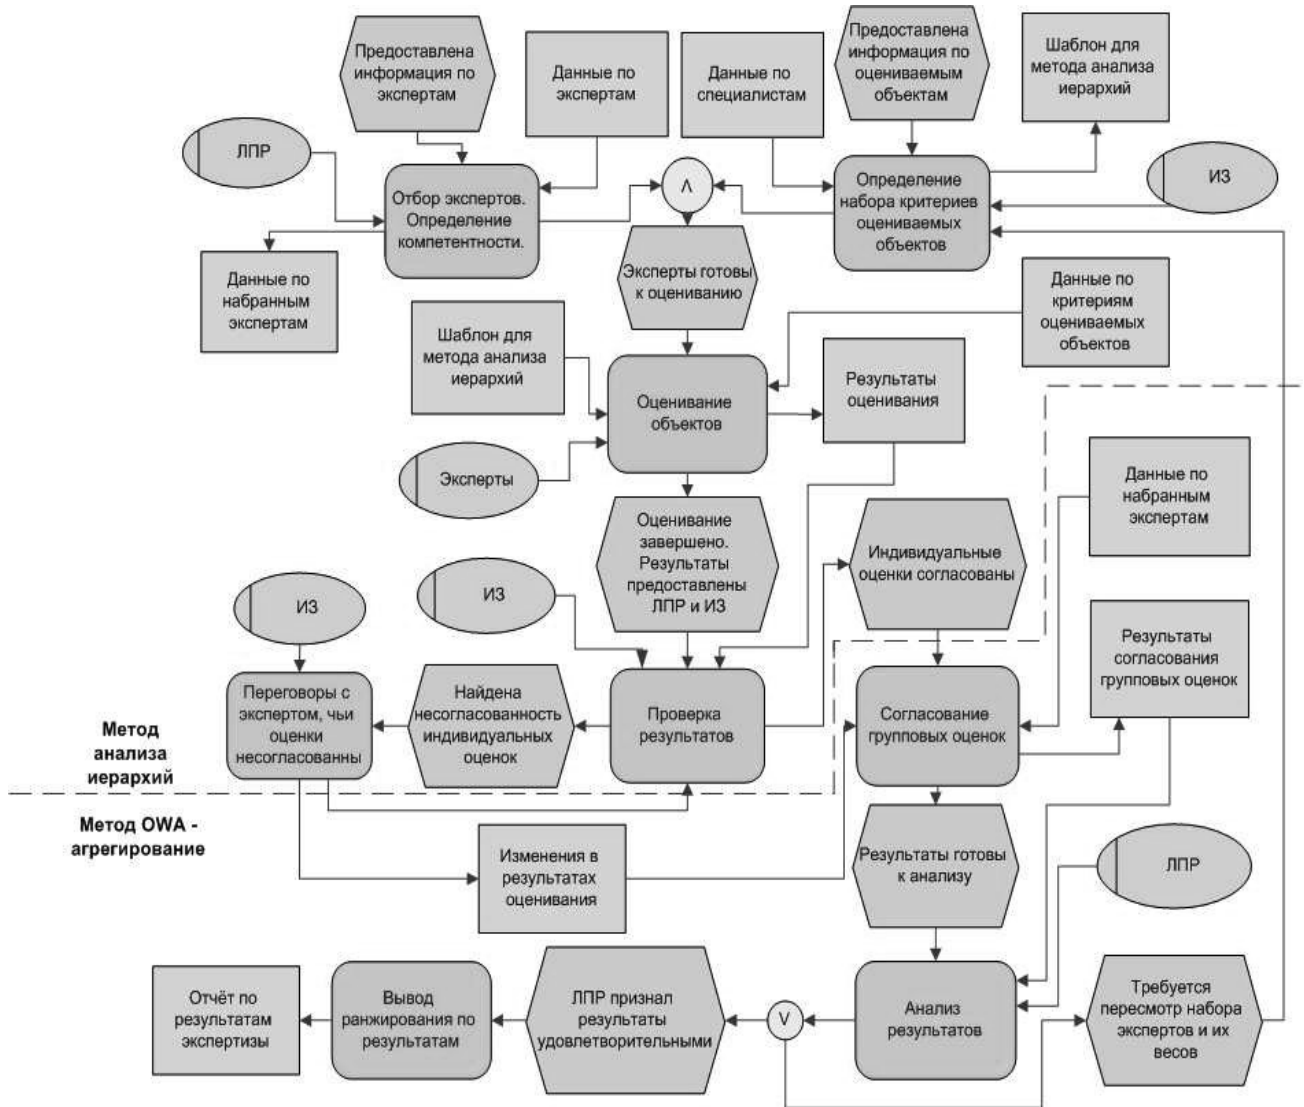 Предоставлена
информация по
экспертам
Данные по
экспертам
Данные по
специалистам
Предоставлена
информация по
оцениваемым
объектам
Шаблон для
метода анализа
иерархий
ЛПР
Отбор экспертов.
Определение
компетентности.
Λ
Определение
набора критериев
оцениваемых
объектов
ИЗ
Данные по
набранным
экспертам
Эксперты готовы
к оцениванию
Данные по
критериям
оцениваемых
объектов
Шаблон для
метода анализа
иерархий
Оценивание
объектов
Результаты
оценивания
Эксперты
Данные по
набранным
экспертам
Оценивание
завершено.
Результаты
предоставлены
ЛПР и ИЗ
Индивидуальные
оценки согласованы
ИЗ
ИЗ
Результаты
согласования
групповых оценок
Переговоры с
экспертом, чьи
оценки
несогласованны
Найдена
несогласованность
индивидуальных
оценок
Проверка
результатов
Согласование
групповых оценок
Метод
анализа
иерархий
Метод OWA -
агрегирование
Изменения в
результатах
оценивания
Результаты готовы
к анализу
ЛПР
Отчёт по
результатам
экспертизы
Вывод
ранжирования по
результатам
ЛПР признал
результаты
удовлетворительными
V
Анализ
результатов
Требуется
пересмотр набора
экспертов и их
весов